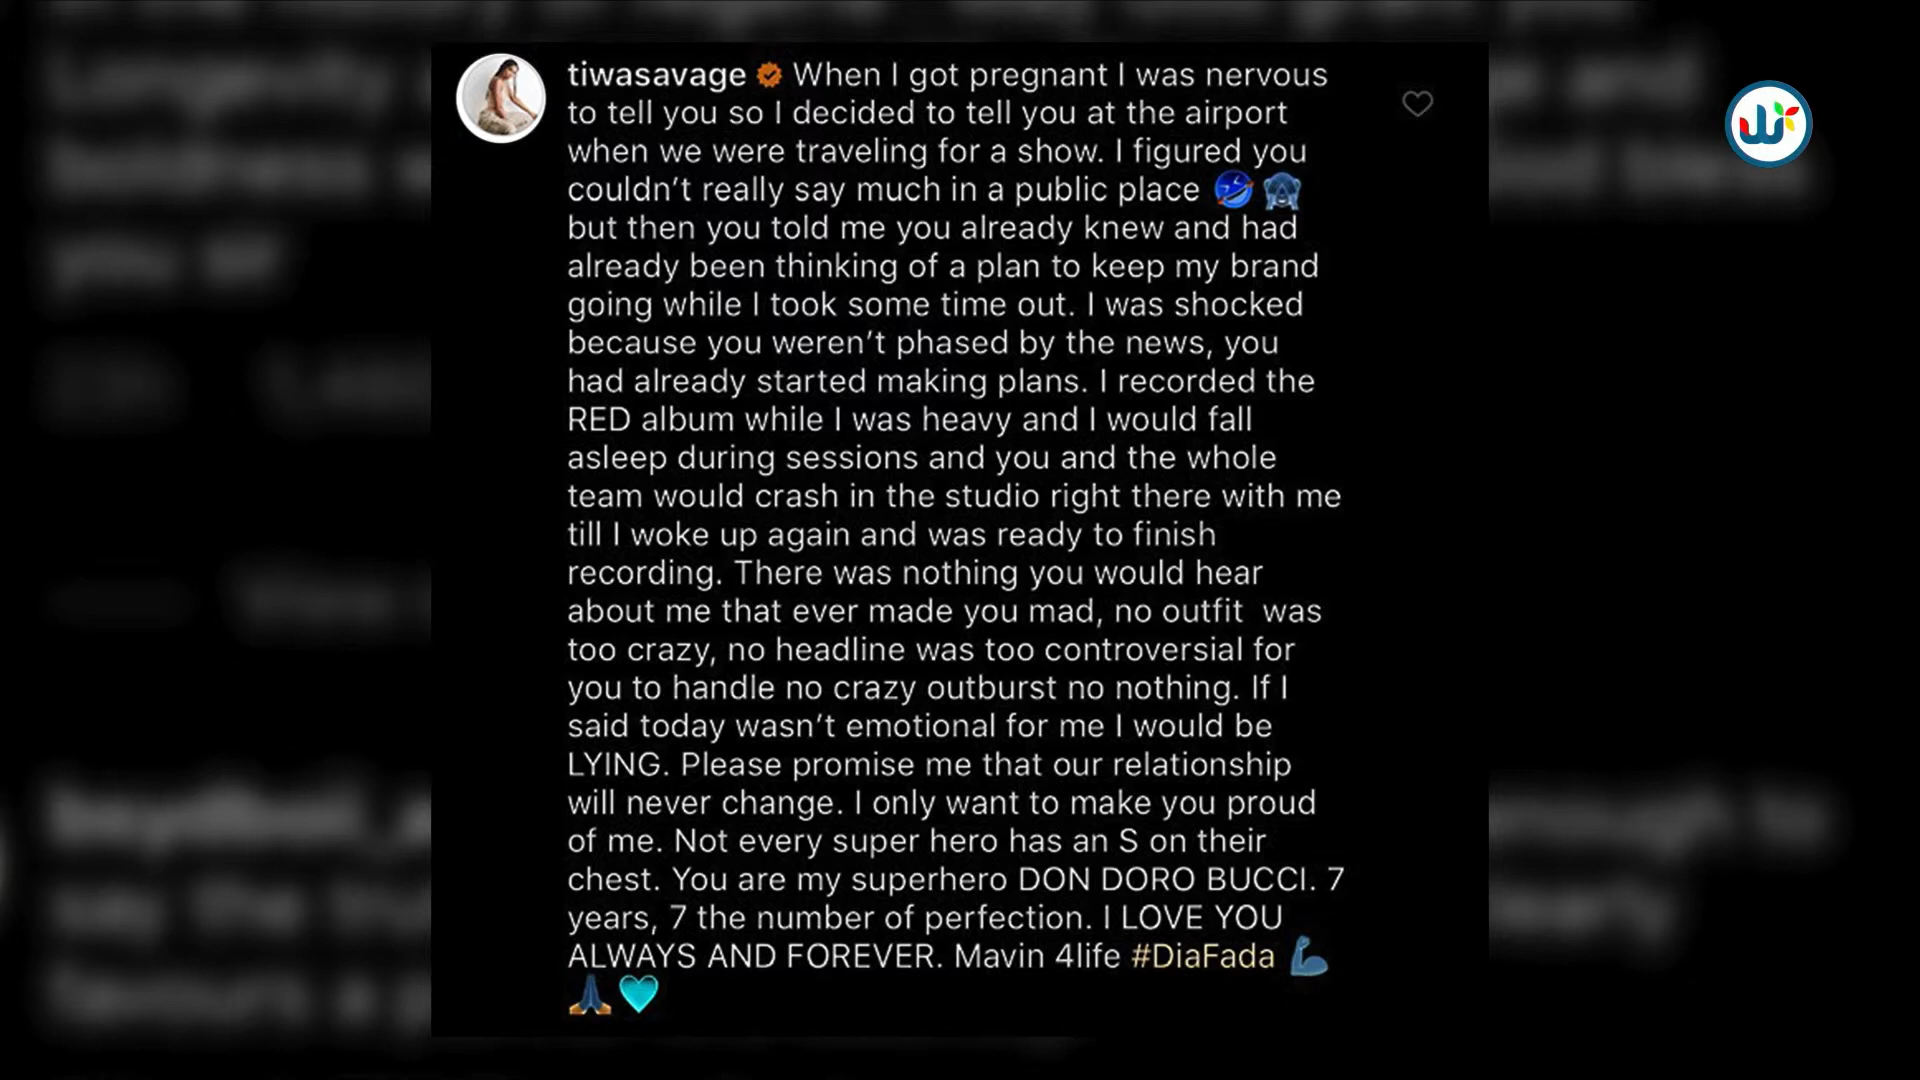 tiwasavage When I got pregnant I was nervous
to tell you so I decided to tell you at the airport
when we were traveling for a show. I figured you
couldn't really say much in a public place
but then you told me you already knew and had
already been thinking of a plan to keep my brand
going while I took some time out. I was shocked
because you weren't phased by the news, you
had already started making plans. I recorded the
RED album while I was heavy and I would fall
asleep during sessions and you and the whole
team would crash in the studio right there with me
till I woke up again and was ready to finish
recording. There was nothing you would hear
about me that ever made you mad, no outfit was
too crazy, no headline was too controversial for
you to handle no crazy outburst no nothing. If I
said today wasn't emotional for me I would be
LYING. Please promise me that our relationship
will never change. I only want to make you proud
of me. Not every super hero has an S on their
chest. You are my superhero DON DORO BUCCI. 7
years, 7 the number of perfection. I LOVE YOU
ALWAYS AND FOREVER. Mavin 4life #DiaFada